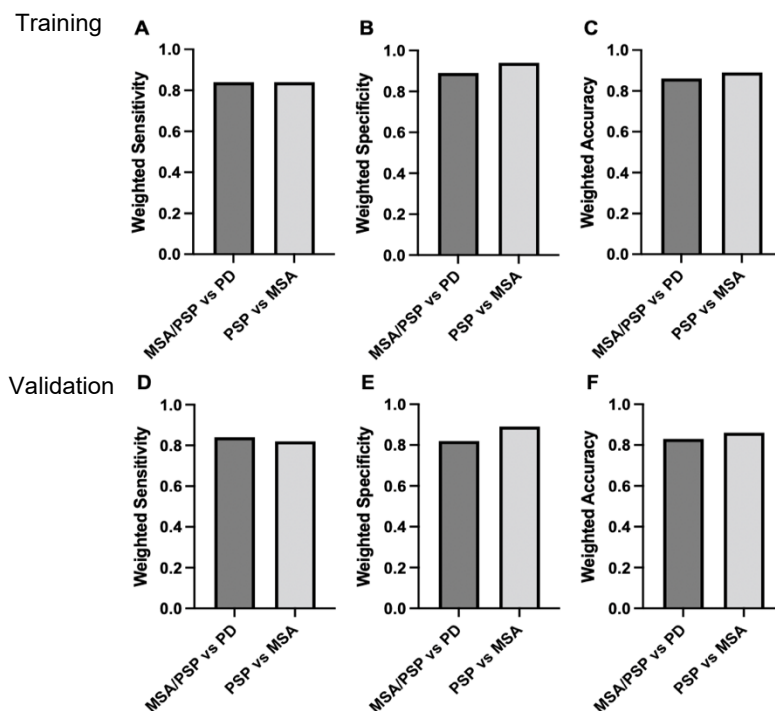 Training
A
Weighted Sensitivity
1.0
0.8
0.6
0.4
0.2
0.0
MSA/PSP vs PD
PSP vs MSA
B
Weighted Specificity
1.0
0.8
0.6
0.4
0.2
0.0
MSA/PSP vs PD
PSP vs MSA
C
Weighted Accuracy
1.0
0.8
0.6
0.4
0.2
0.0
MSA/PSP vs PD
PSP vs MSA
Validation
D
Weighted Sensitivity
1.0
0.8
0.6
0.4
0.2
0.0
MSA/PSP vs PD
PSP vs MSA
E
Weighted Specificity
1.0
0.8
0.6
0.4
0.2
0.0
MSA/PSP vs PD
PSP vs MSA
F
Weighted Accuracy
1.0
0.8
0.6
0.4
0.2
0.0
MSA/PSP vs PD
PSP vs MSA